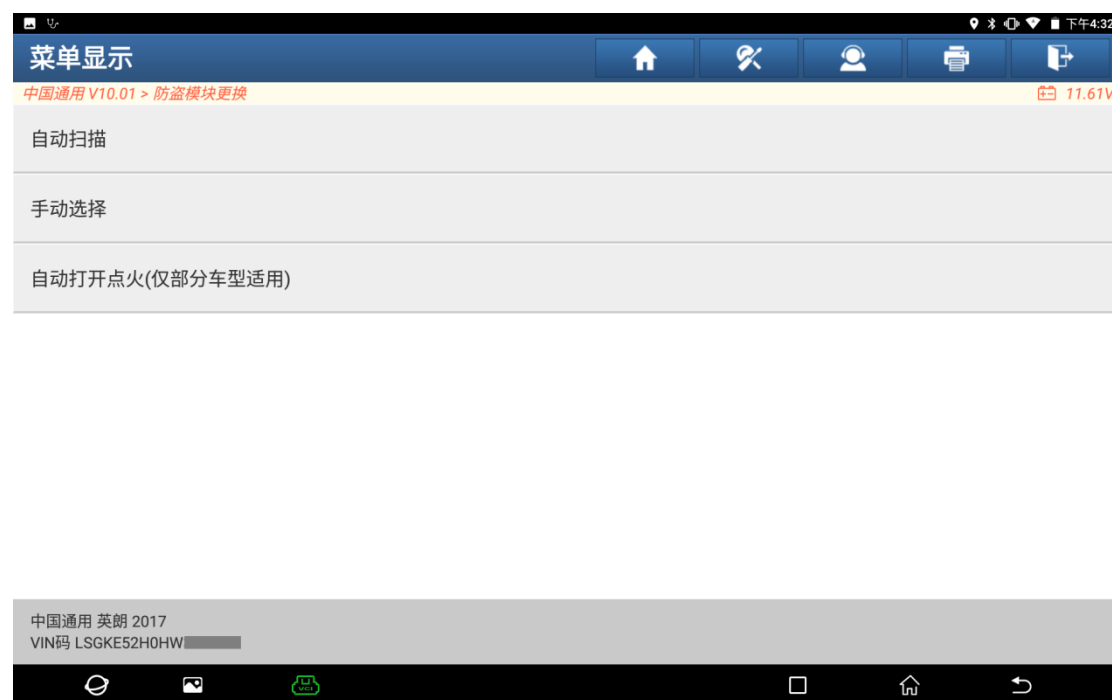 下午4:32
菜单显示
中国通用 V10.01 > 防盗模块更换
11.61V
自动扫描
手动选择
自动打开点火(仅部分车型适用)
中国通用 英朗 2017
VIN码 LSGKE52H0HW
VCI